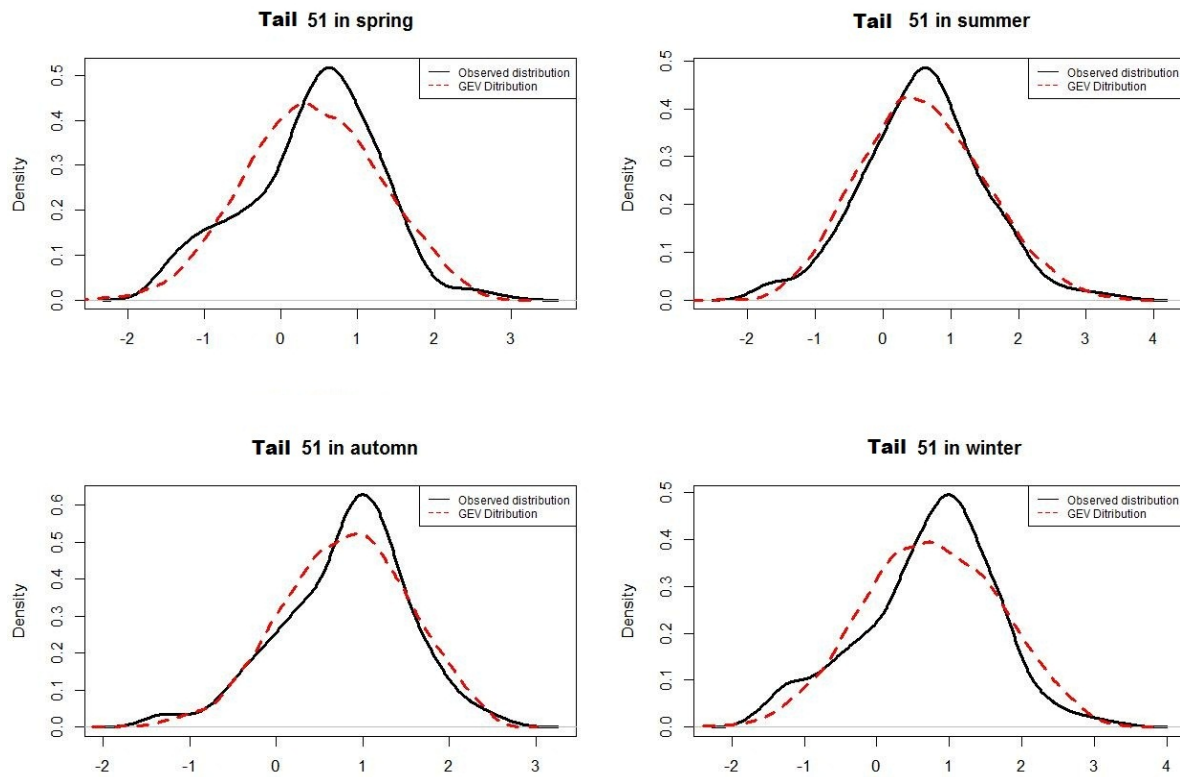 Tail 51 in spring
Observed distribution
GEV Ditribution
Density
0.0 0.1 0.2 0.3 0.4 0.5
-2 -1 0 1 2 3
Tail 51 in summer
Observed distribution
GEV Ditribution
Density
0.0 0.1 0.2 0.3 0.4 0.5
-2 -1 0 1 2 3 4
Tail 51 in automn
Observed distribution
GEV Ditribution
Density
0.0 0.1 0.2 0.3 0.4 0.5 0.6
-2 -1 0 1 2 3
Tail 51 in winter
Observed distribution
GEV Ditribution
Density
0.0 0.1 0.2 0.3 0.4 0.5
-2 -1 0 1 2 3 4